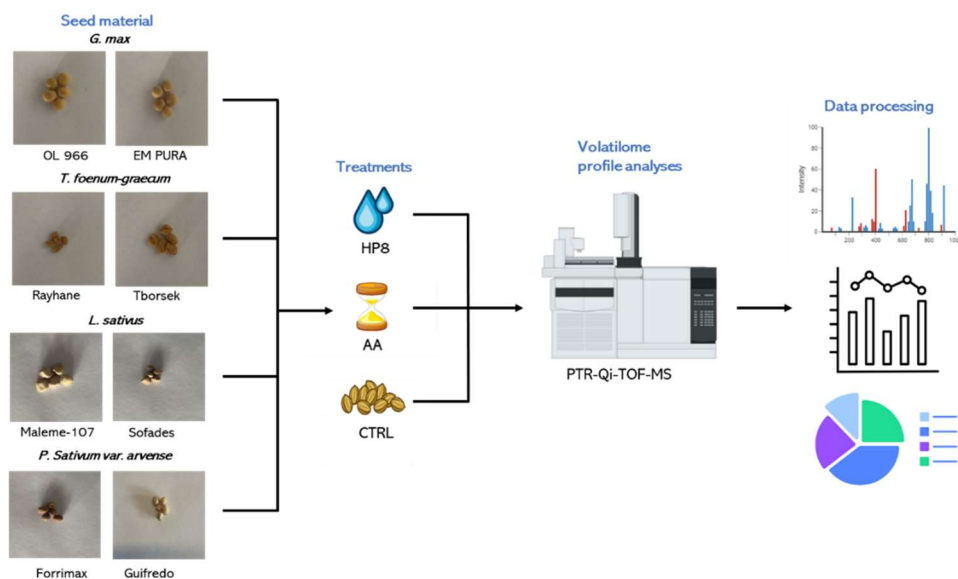 Seed material
G. max
OL 966
EM PURA
T. foenum-graecum
Rayhane
Tborsek
L. sativus
Maleme-107
Sofades
P. Sativum var. arvense
Forrimax
Guifredo
Treatments
HP8
AA
CTRL
Volatilome
profile analyses
PTR-Qi-TOF-MS
Data processing
Intensity
100
80
60
40
20
0
200
400
600
800
100